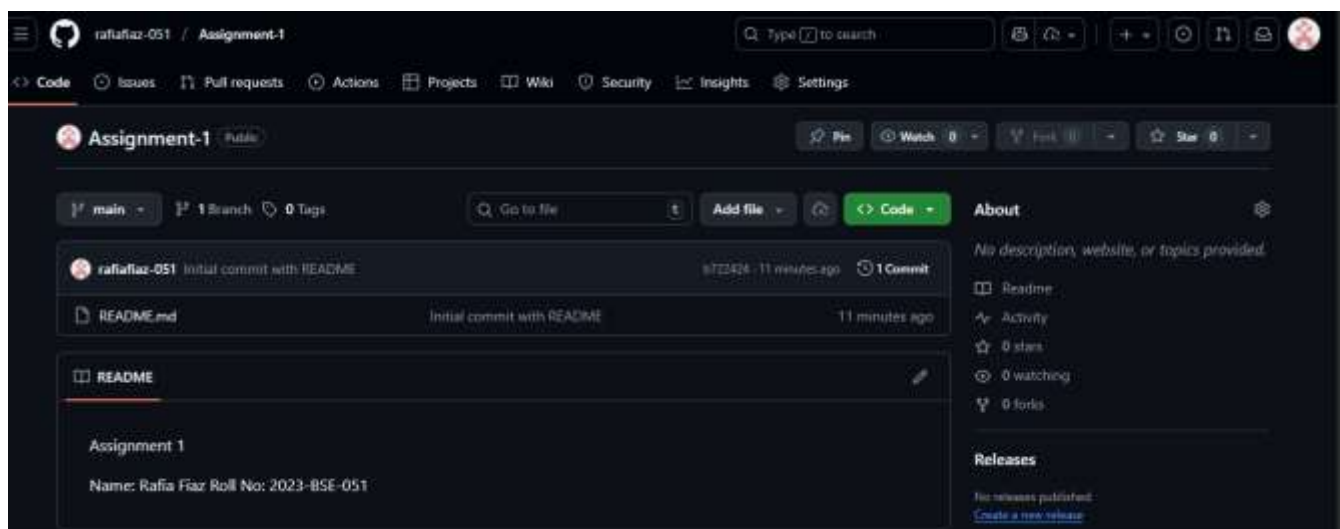 rafiafiaz-051 / Assignment-1 Type / to search
Code Issues Pull requests Actions Projects Wiki Security Insights Settings
Assignment-1 Public Pin Watch 0 Fork 0 Star 0
main 1 Branch 0 Tags Go to file t Add file Code
About
No description, website, or topics provided.
rafiafiaz-051 Initial commit with README 11 minutes ago 1 Commit
README.md Initial commit with README 11 minutes ago
Readme
Activity
0 stars
0 watching
0 forks
README
Assignment 1
Name: Rafia Fiaz Roll No: 2023-BSE-051
Releases
No releases published
Create a new release